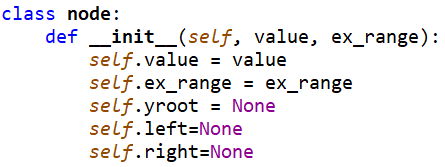 class node:
    def __init__(self, value, ex_range):
        self.value = value
        self.ex_range = ex_range
        self.yroot = None
        self.left=None
        self.right=None